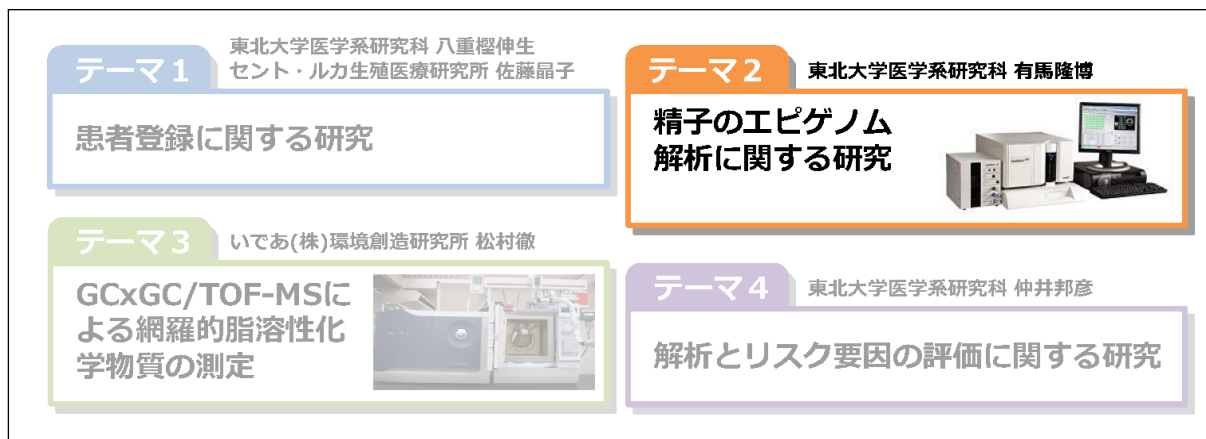 テーマ１
東北大学医学系研究科 八重樫伸生
セント・ルカ生殖医療研究所 佐藤晶子
患者登録に関する研究
テーマ２
東北大学医学系研究科 有馬隆博
精子のエピゲノム
解析に関する研究
テーマ３
いであ(株)環境創造研究所 松村徹
GCxGC/TOF-MSに
よる網羅的脂溶性化
学物質の測定
テーマ４
東北大学医学系研究科 仲井邦彦
解析とリスク要因の評価に関する研究